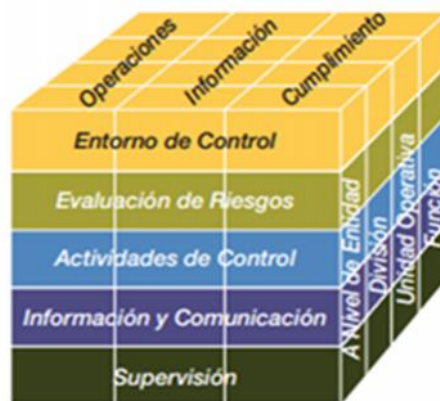 Operaciones
Información
Cumplimiento
Entorno de Control
Evaluación de Riesgos
Actividades de Control
Información y Comunicación
Supervisión
A Nivel de Entidad
División
Unidad Operativa
Función